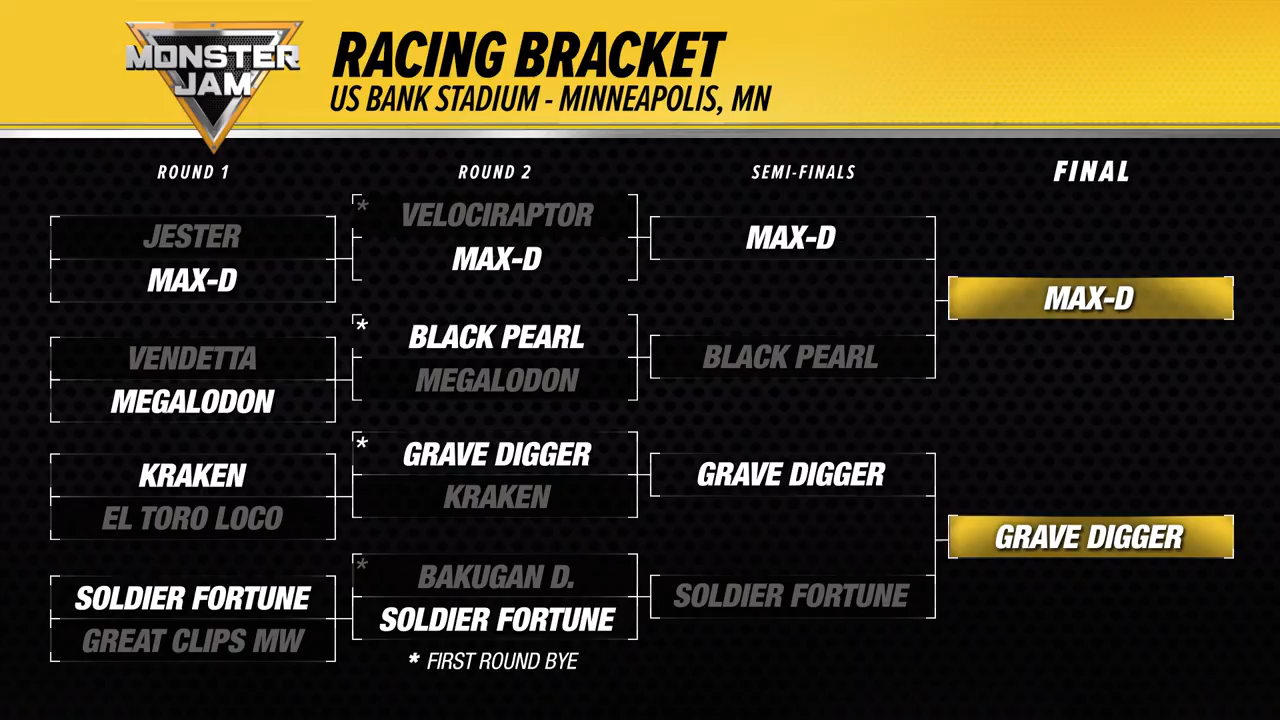 MONSTER
JAM
RACING BRACKET
US BANK STADIUM - MINNEAPOLIS, MN
ROUND 1
JESTER
MAX-D
VENDETTA
MEGALODON
KRAKEN
EL TORO LOCO
SOLDIER FORTUNE
GREAT CLIPS MW
ROUND 2
* VELOCIRAPTOR
MAX-D
* BLACK PEARL
MEGALODON
* GRAVE DIGGER
KRAKEN
* BAKUGAN D.
SOLDIER FORTUNE
* FIRST ROUND BYE
SEMI-FINALS
MAX-D
BLACK PEARL
GRAVE DIGGER
SOLDIER FORTUNE
FINAL
MAX-D
GRAVE DIGGER